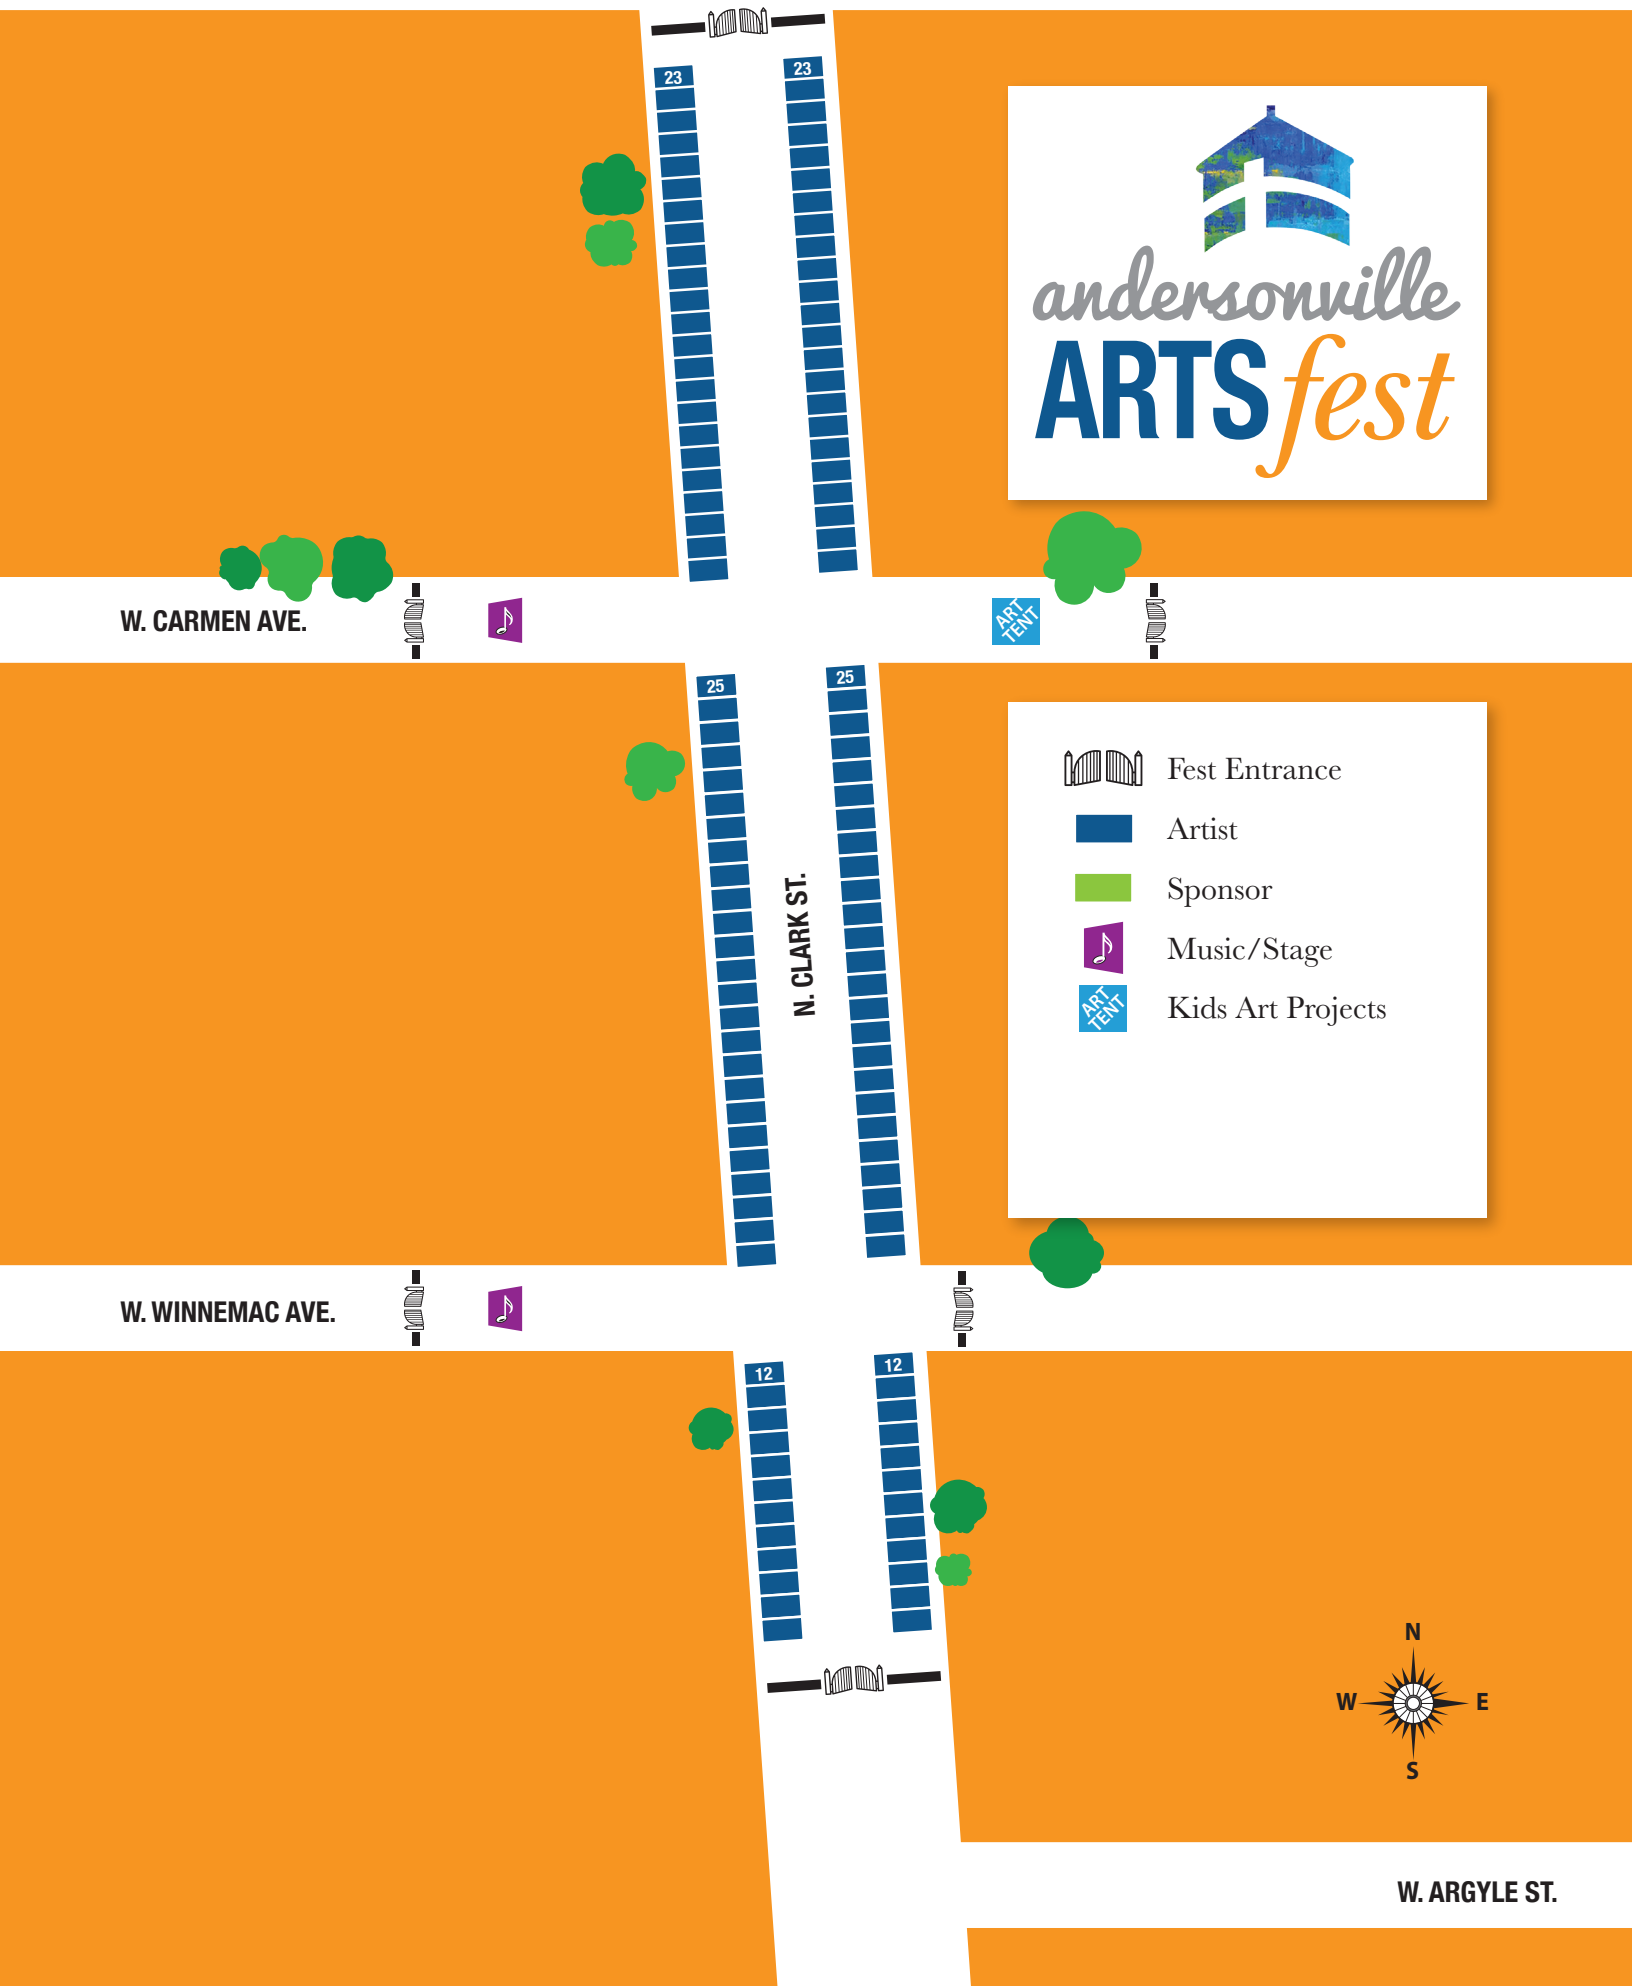 23
23
andersonville
ARTS fest
W. CARMEN AVE.
ART
TENT
25
25
N. CLARK ST.
Fest Entrance
Artist
Sponsor
Music/Stage
ART
TENT
Kids Art Projects
W. WINNEMAC AVE.
12
12
N
W
E
S
W. ARGYLE ST.